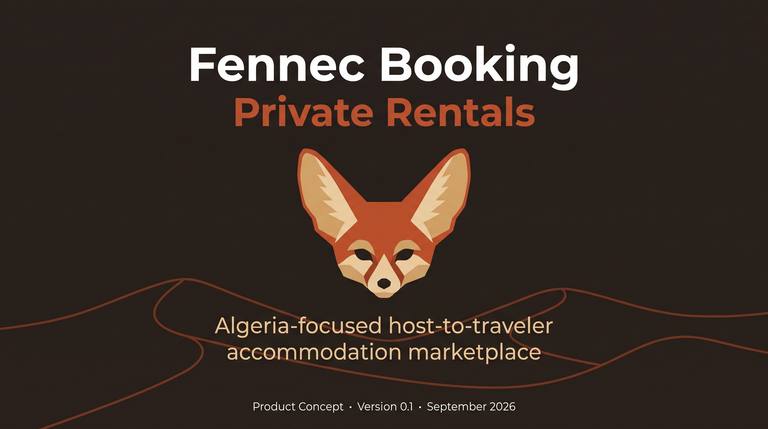 Fennec Booking
Private Rentals
Algeria-focused host-to-traveler
accommodation marketplace
Product Concept • Version 0.1 • September 2026